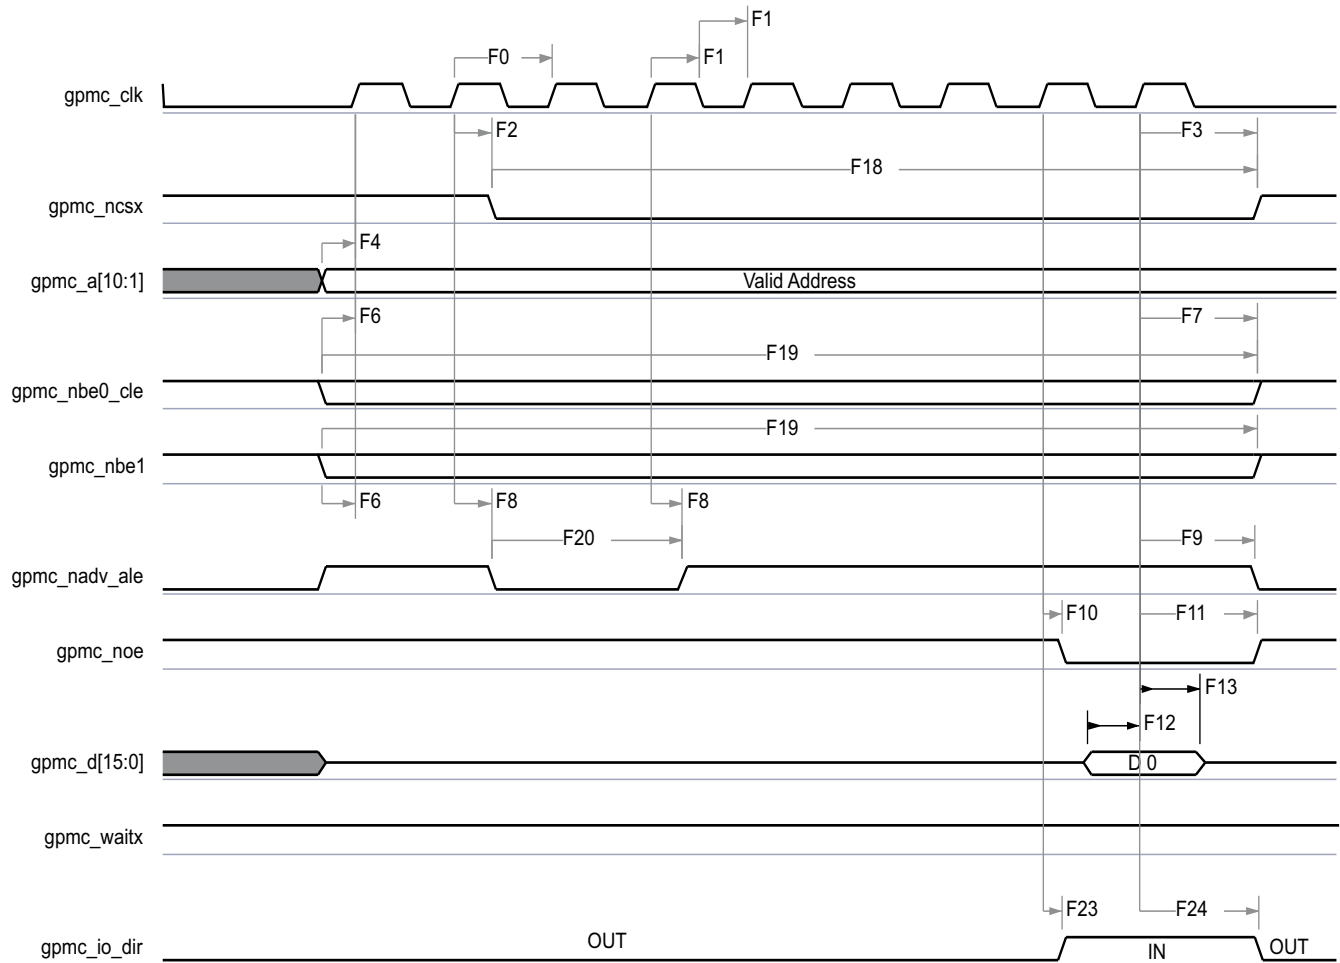 F1
F0
F1
gpmc_clk
F2
F3
F18
gpmc_ncsx
F4
gpmc_a[10:1]
Valid Address
F6
F7
F19
gpmc_nbe0_cle
F19
gpmc_nbe1
F6
F8
F8
F20
F9
gpmc_nadv_ale
F10
F11
gpmc_noe
F13
F12
gpmc_d[15:0]
D 0
gpmc_waitx
F23
F24
gpmc_io_dir
OUT
IN
OUT